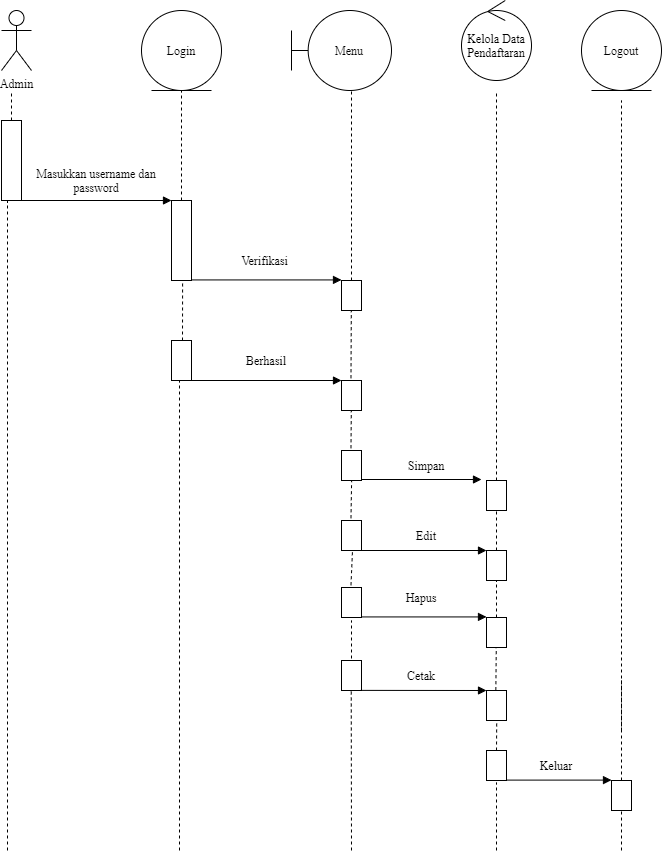 Admin
Login
Menu
Kelola Data
Pendaftaran
Logout
Masukkan username dan
password
Verifikasi
Berhasil
Simpan
Edit
Hapus
Cetak
Keluar